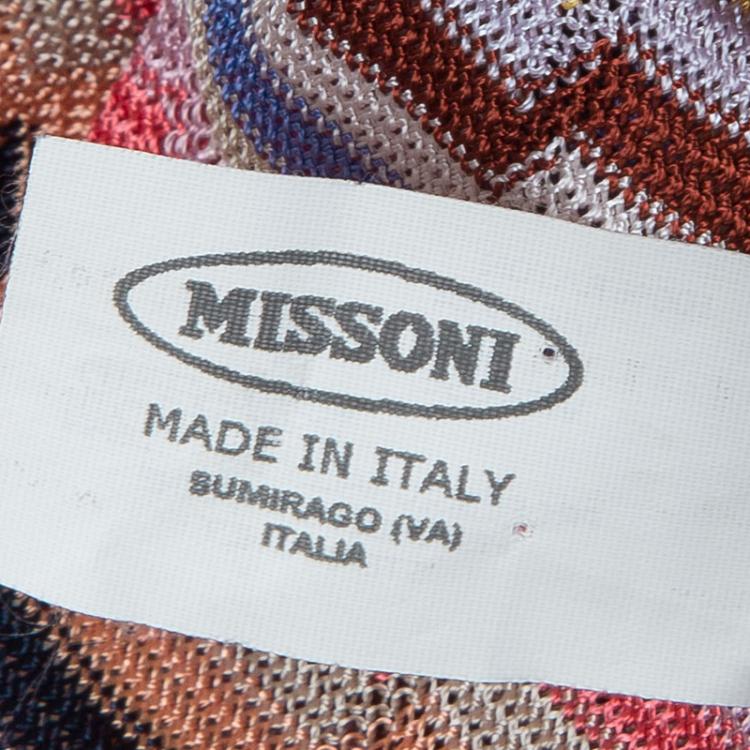 MISSONI
MADE IN ITALY
SUMIRAGO (VA)
ITALIA